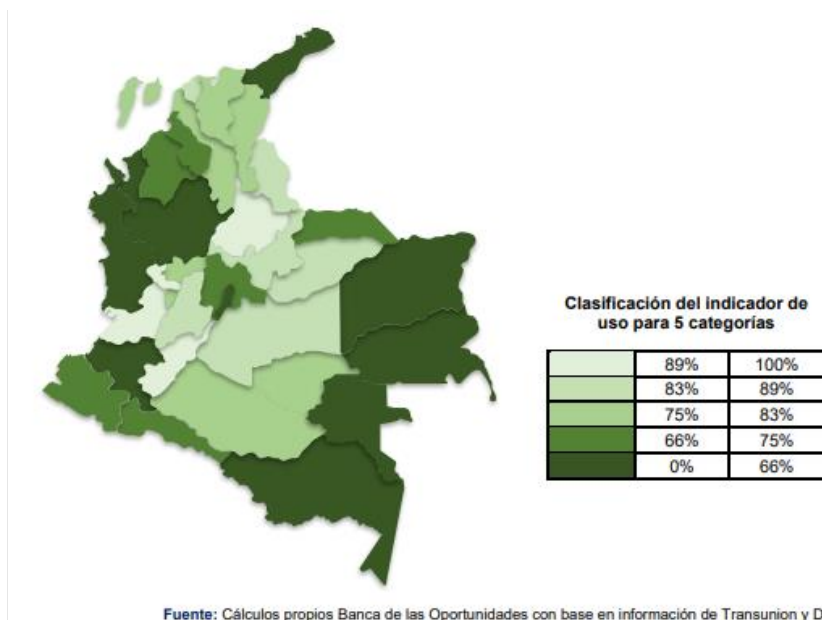 Clasificación del indicador de
uso para 5 categorías
89% 100%
83% 89%
75% 83%
66% 75%
0% 66%
Fuente: Cálculos propios Banca de las Oportunidades con base en información de Transunion y D